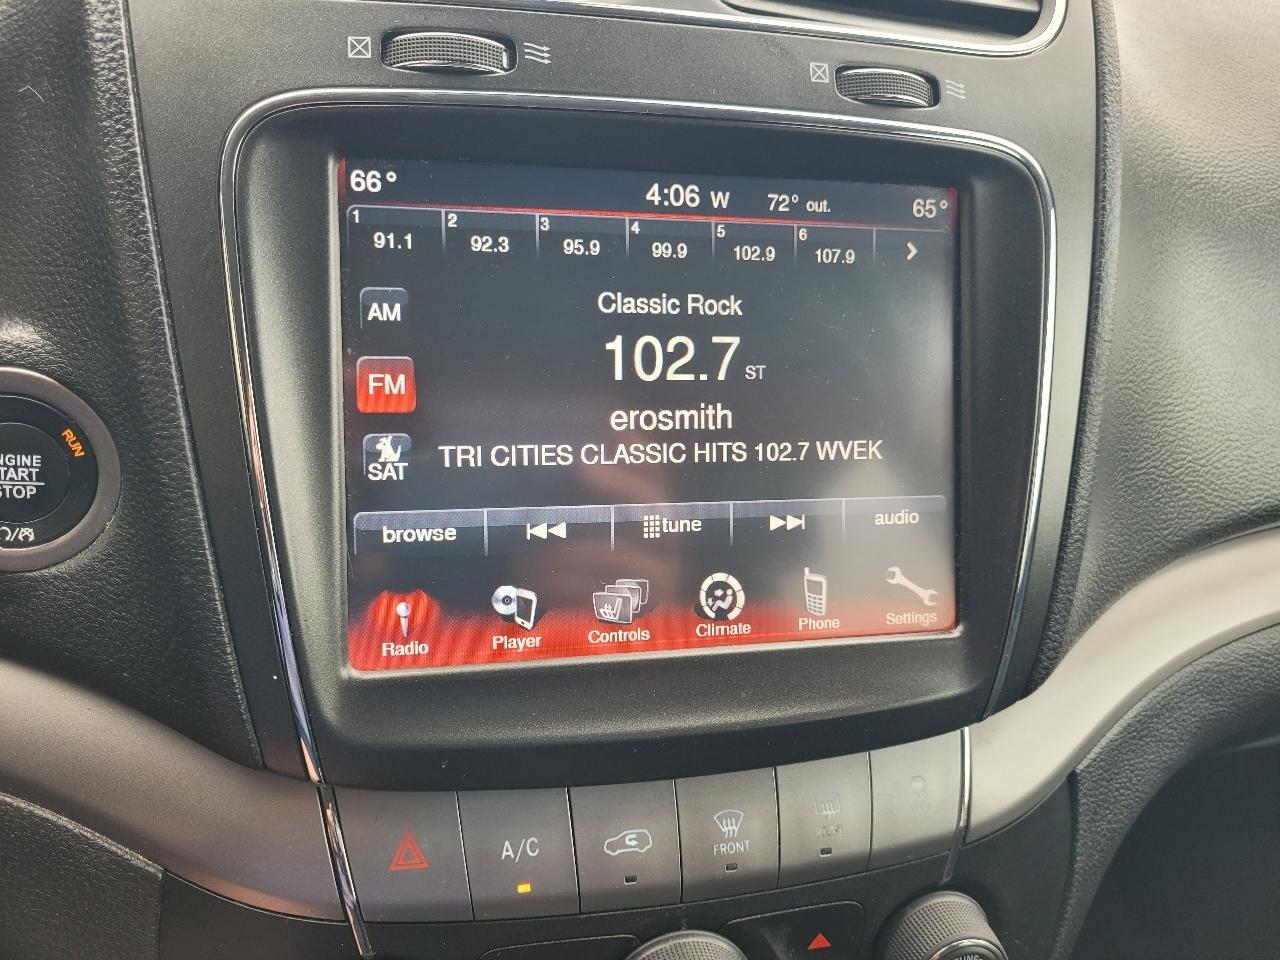 66° 4:06 W 72° out. 65°
1 2 3 4 5 6
91.1 92.3 95.9 99.9 102.9 107.9
AM
Classic Rock
102.7 ST
FM
erosmith
TRI CITIES CLASSIC HITS 102.7 WVEK
SAT
browse tune audio
Radio Player Controls Climate Phone Settings
RUN
NGINE
TART
STOP
A/C
FRONT